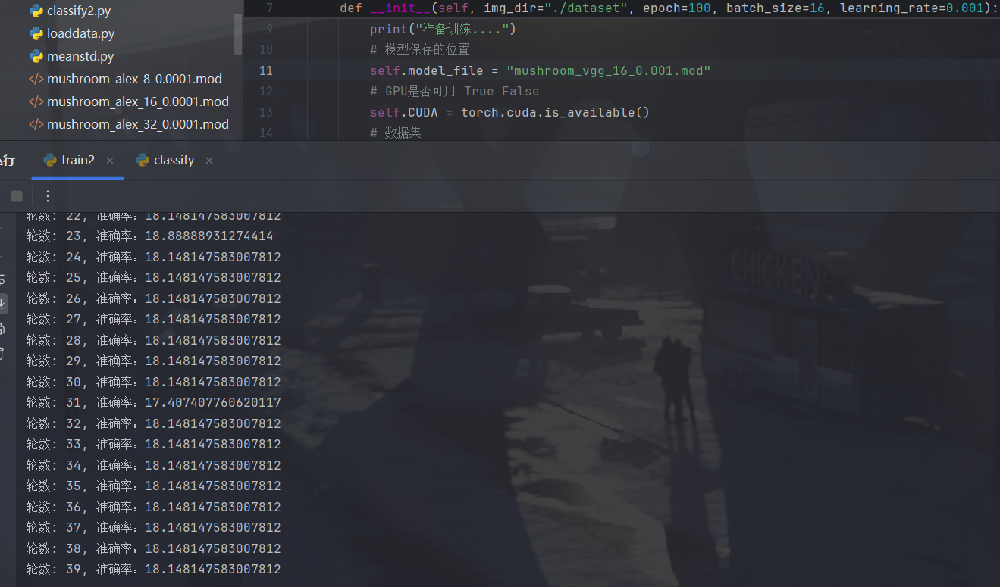 classify2.py
loaddata.py
meanstd.py
mushroom_alex_8_0.0001.mod
mushroom_alex_16_0.0001.mod
mushroom_alex_32_0.0001.mod
7 def __init__(self, img_dir="./dataset", epoch=100, batch_size=16, learning_rate=0.001):
9 print("准备训练....")
10 # 模型保存的位置
11 self.model_file = "mushroom_vgg_16_0.001.mod"
12 # GPU是否可用 True False
13 self.CUDA = torch.cuda.is_available()
14 # 数据集
运行 train2 classify
轮数: 22, 准确率：18.148147583007812
轮数: 23, 准确率：18.88888931274414
轮数: 24, 准确率：18.148147583007812
轮数: 25, 准确率：18.148147583007812
轮数: 26, 准确率：18.148147583007812
轮数: 27, 准确率：18.148147583007812
轮数: 28, 准确率：18.148147583007812
轮数: 29, 准确率：18.148147583007812
轮数: 30, 准确率：18.148147583007812
轮数: 31, 准确率：17.407407760620117
轮数: 32, 准确率：18.148147583007812
轮数: 33, 准确率：18.148147583007812
轮数: 34, 准确率：18.148147583007812
轮数: 35, 准确率：18.148147583007812
轮数: 36, 准确率：18.148147583007812
轮数: 37, 准确率：18.148147583007812
轮数: 38, 准确率：18.148147583007812
轮数: 39, 准确率：18.148147583007812
CHICKEN